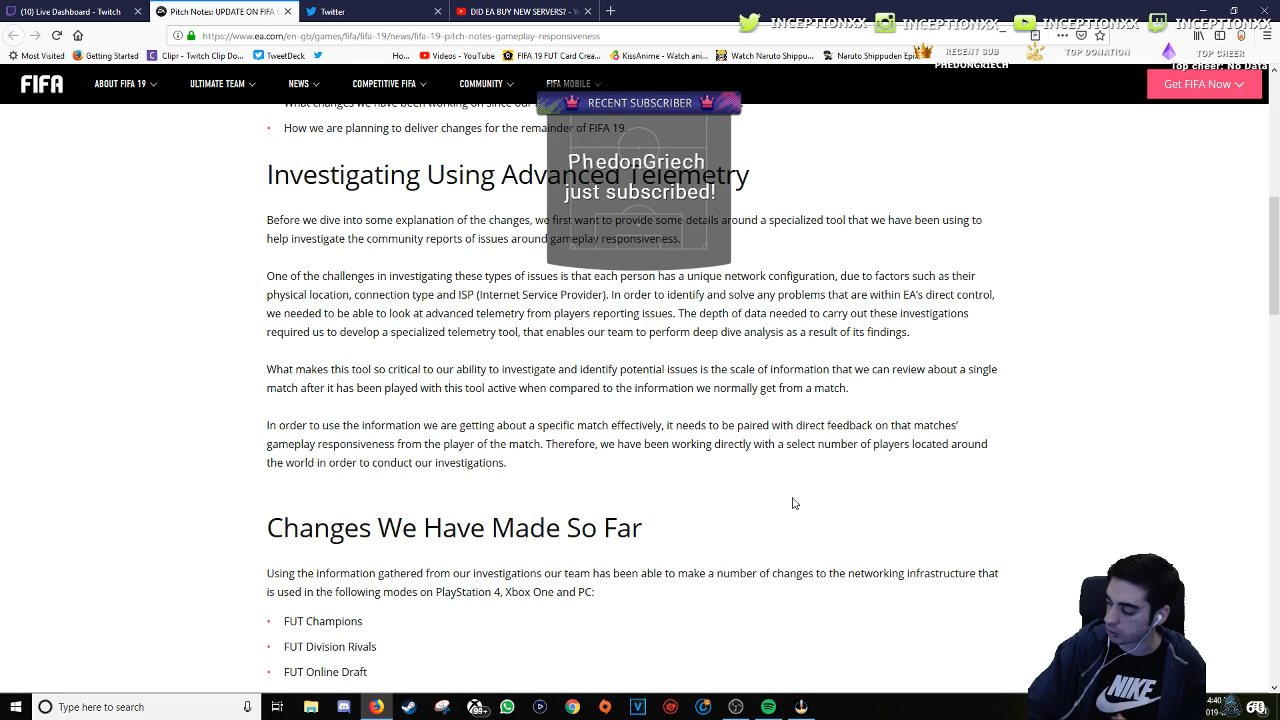 (10) Live Dashboard - Twitch
Pitch Notes: UPDATE ON FIFA
Twitter
DID EA BUY NEW SERVERS? - Y
INCEPTIONXX
INCEPTIONXX_
INCEPTIONXX
INCEPTIONXX
https://www.ea.com/en-gb/games/fifa/fifa-19/news/fifa-19-pitch-notes-gameplay-responsiveness
RECENT SUB
PHEDONGRIECH
TOP DONATION
TOP CHEER
Top cheer: No Data
Most Visited
Getting Started
Clipr - Twitch Clip Do...
TweetDeck
Ho...
Videos - YouTube
FIFA 19 FUT Card Crea...
KissAnime - Watch ani...
Watch Naruto Shippu...
Naruto Shippuden Epi
FIFA
ABOUT FIFA 19
ULTIMATE TEAM
NEWS
COMPETITIVE FIFA
COMMUNITY
FIFA MOBILE
Get FIFA Now
What changes we have been working on since our
RECENT SUBSCRIBER
• How we are planning to deliver changes for the remainder of FIFA 19.
PhedonGriech
just subscribed!
Investigating Using Advanced Telemetry
Before we dive into some explanation of the changes, we first want to provide some details around a specialized tool that we have been using to
help investigate the community reports of issues around gameplay responsiveness.
One of the challenges in investigating these types of issues is that each person has a unique network configuration, due to factors such as their
physical location, connection type and ISP (Internet Service Provider). In order to identify and solve any problems that are within EA's direct control,
we needed to be able to look at advanced telemetry from players reporting issues. The depth of data needed to carry out these investigations
required us to develop a specialized telemetry tool, that enables our team to perform deep dive analysis as a result of its findings.
What makes this tool so critical to our ability to investigate and identify potential issues is the scale of information that we can review about a single
match after it has been played with this tool active when compared to the information we normally get from a match.
In order to use the information we are getting about a specific match effectively, it needs to be paired with direct feedback on that matches'
gameplay responsiveness from the player of the match. Therefore, we have been working directly with a select number of players located around
the world in order to conduct our investigations.
Changes We Have Made So Far
Using the information gathered from our investigations our team has been able to make a number of changes to the networking infrastructure that
is used in the following modes on PlayStation 4, Xbox One and PC:
• FUT Champions
• FUT Division Rivals
• FUT Online Draft
NIKE
Type here to search
99+
4:40